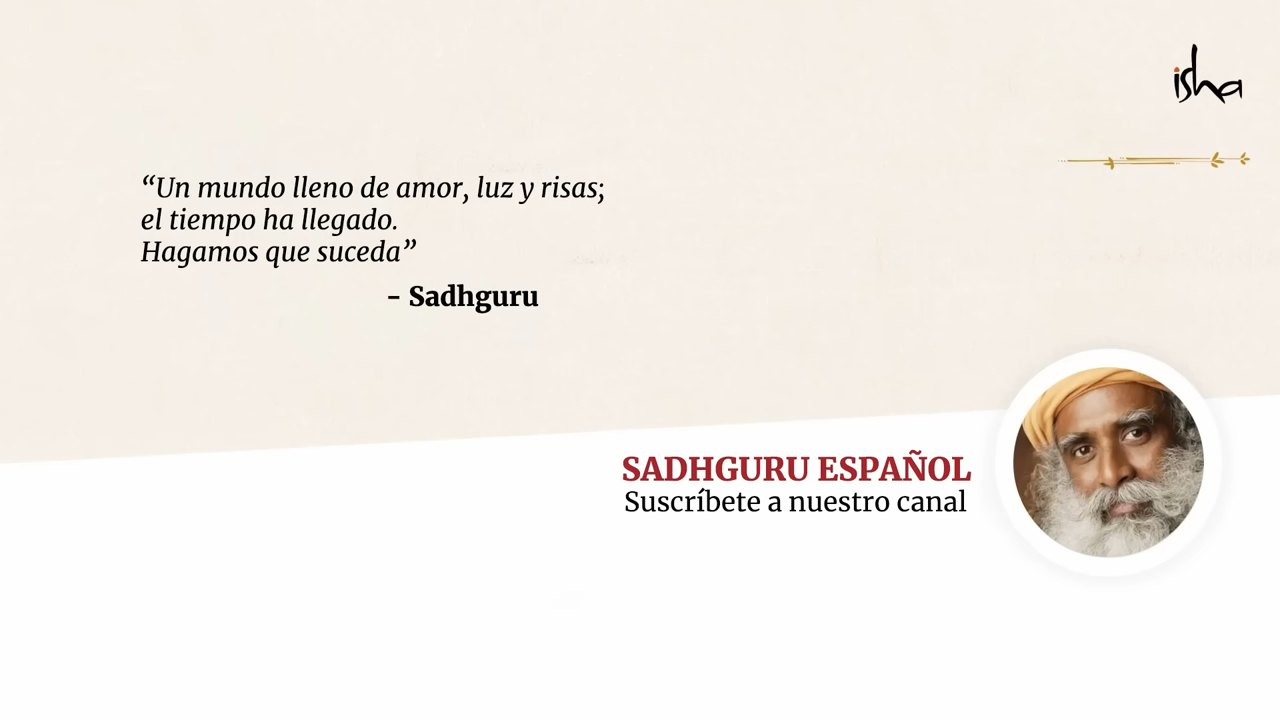 isha
“Un mundo lleno de amor, luz y risas;
el tiempo ha llegado.
Hagamos que suceda”
- Sadhguru
SADHGURU ESPAÑOL
Suscríbete a nuestro canal